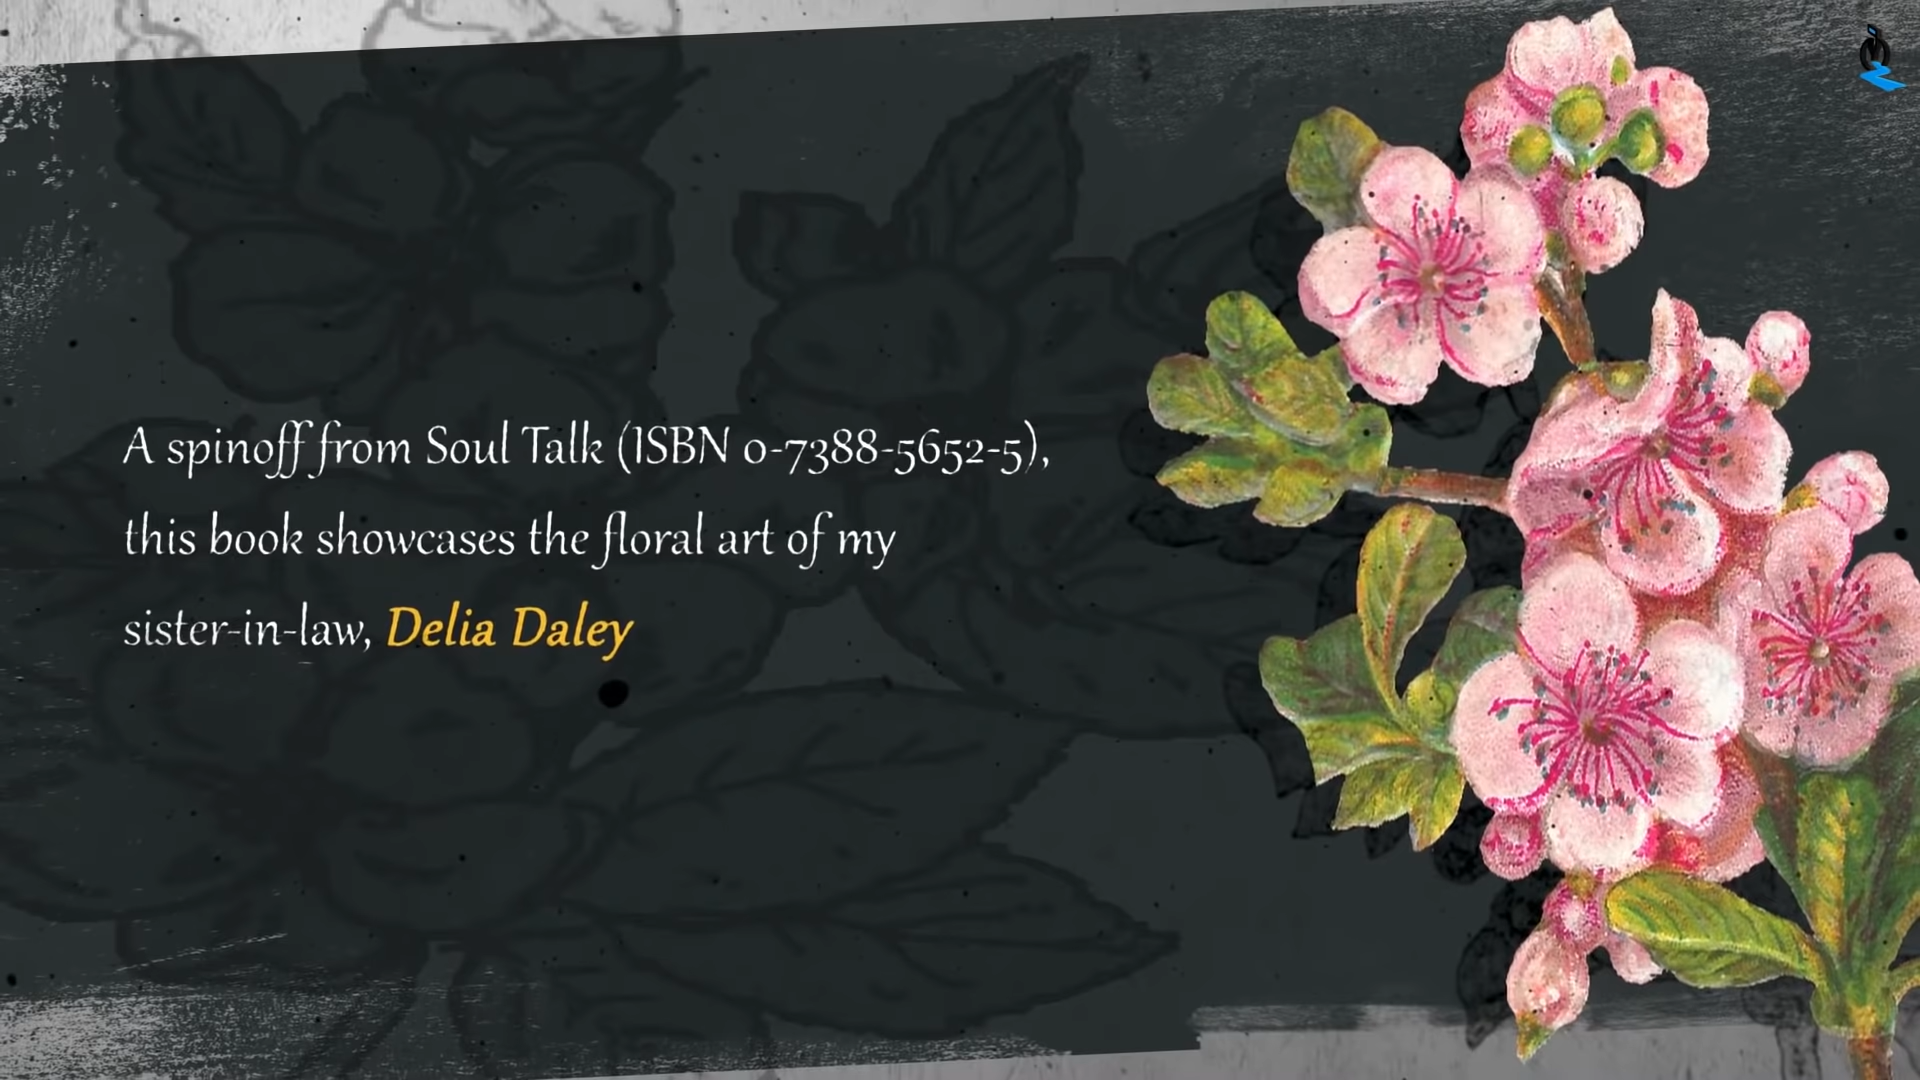 A spinoff from Soul Talk (ISBN 0-7388-5652-5),
this book showcases the floral art of my
sister-in-law, Delia Daley